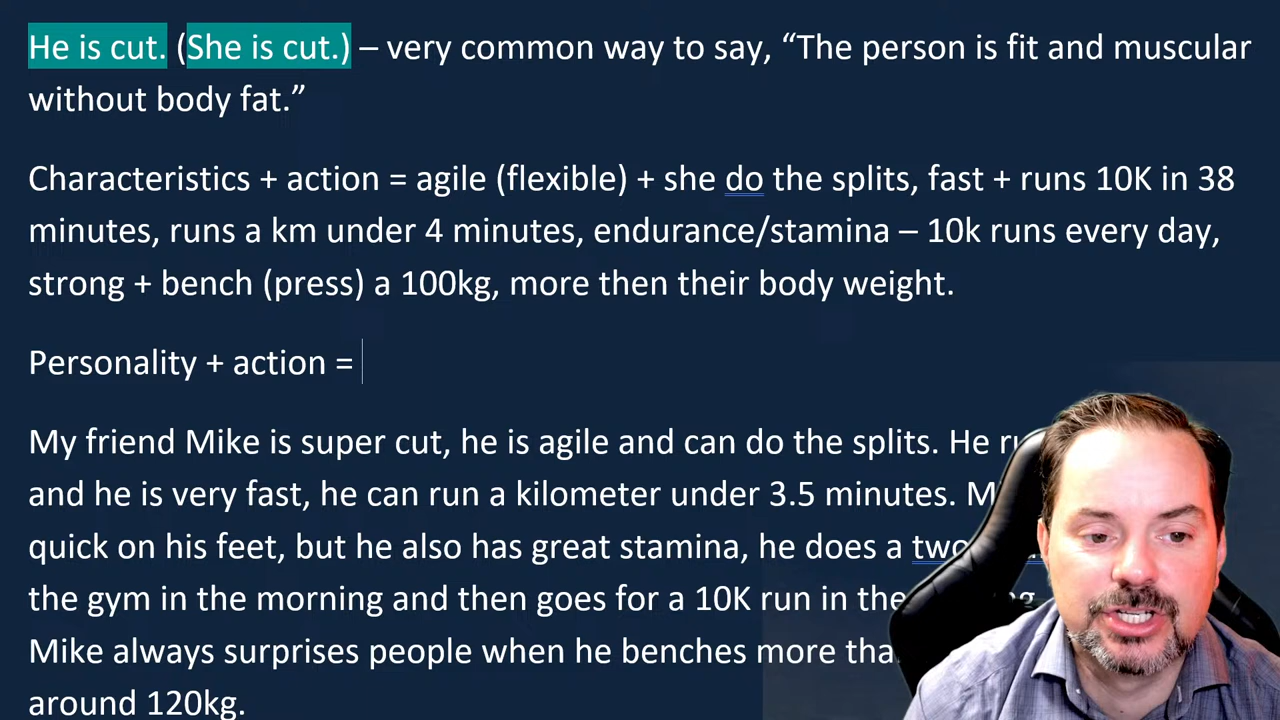 He is cut. (She is cut.) – very common way to say, “The person is fit and muscular
without body fat.”
Characteristics + action = agile (flexible) + she do the splits, fast + runs 10K in 38
minutes, runs a km under 4 minutes, endurance/stamina – 10k runs every day,
strong + bench (press) a 100kg, more then their body weight.
Personality + action =
My friend Mike is super cut, he is agile and can do the splits. He
and he is very fast, he can run a kilometer under 3.5 minutes.
quick on his feet, but he also has great stamina, he does a two
the gym in the morning and then goes for a 10K run in the
Mike always surprises people when he benches more
around 120kg.